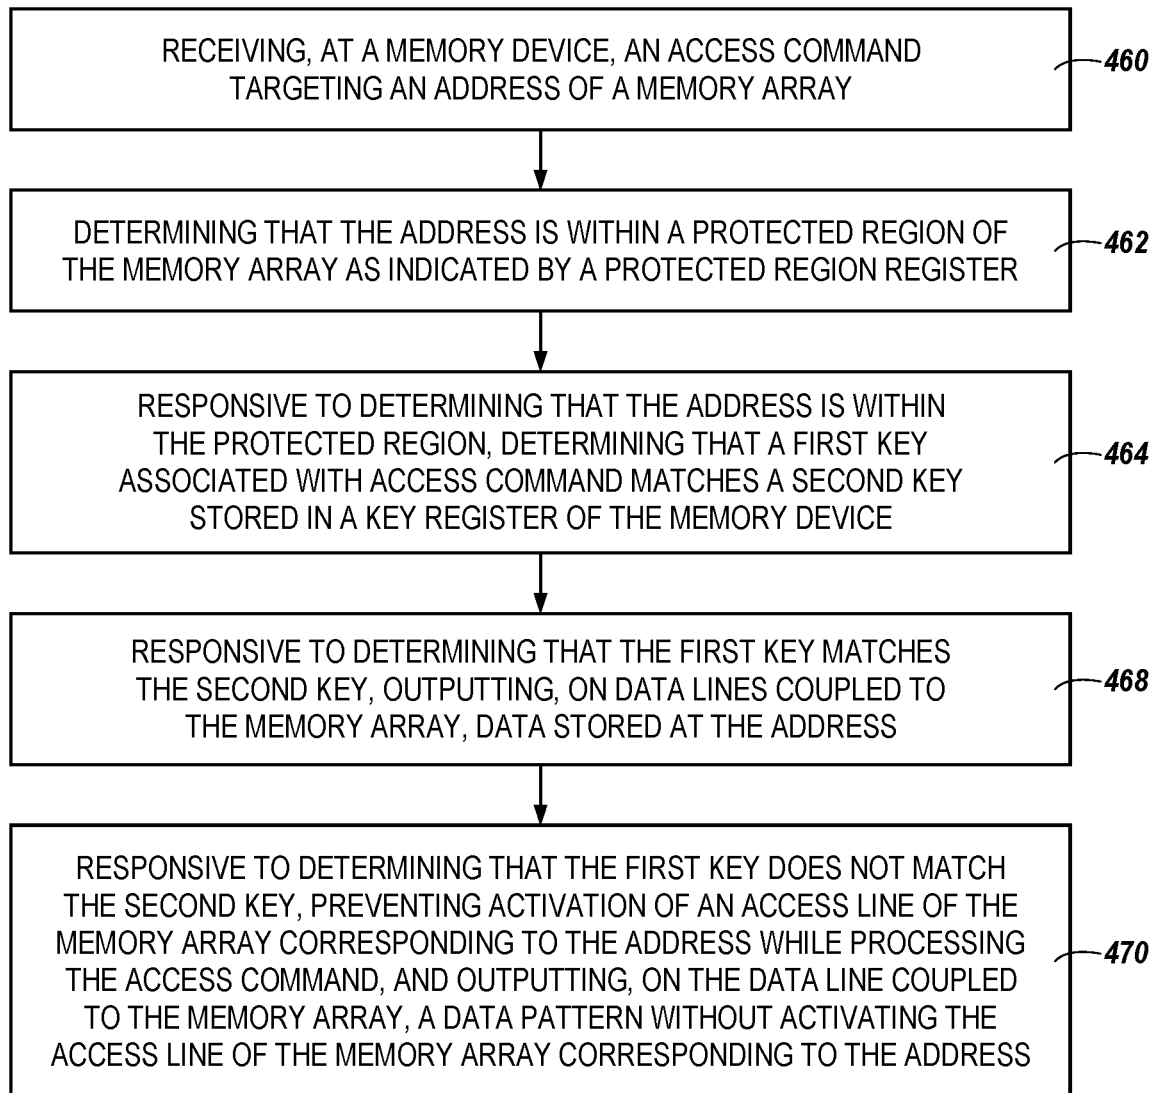 RECEIVING, AT A MEMORY DEVICE, AN ACCESS COMMAND
TARGETING AN ADDRESS OF A MEMORY ARRAY
460
DETERMINING THAT THE ADDRESS IS WITHIN A PROTECTED REGION OF
THE MEMORY ARRAY AS INDICATED BY A PROTECTED REGION REGISTER
462
RESPONSIVE TO DETERMINING THAT THE ADDRESS IS WITHIN
THE PROTECTED REGION, DETERMINING THAT A FIRST KEY
ASSOCIATED WITH ACCESS COMMAND MATCHES A SECOND KEY
STORED IN A KEY REGISTER OF THE MEMORY DEVICE
464
RESPONSIVE TO DETERMINING THAT THE FIRST KEY MATCHES
THE SECOND KEY, OUTPUTTING, ON DATA LINES COUPLED TO
THE MEMORY ARRAY, DATA STORED AT THE ADDRESS
468
RESPONSIVE TO DETERMINING THAT THE FIRST KEY DOES NOT MATCH
THE SECOND KEY, PREVENTING ACTIVATION OF AN ACCESS LINE OF THE
MEMORY ARRAY CORRESPONDING TO THE ADDRESS WHILE PROCESSING
THE ACCESS COMMAND, AND OUTPUTTING, ON THE DATA LINE COUPLED
TO THE MEMORY ARRAY, A DATA PATTERN WITHOUT ACTIVATING THE
ACCESS LINE OF THE MEMORY ARRAY CORRESPONDING TO THE ADDRESS
470